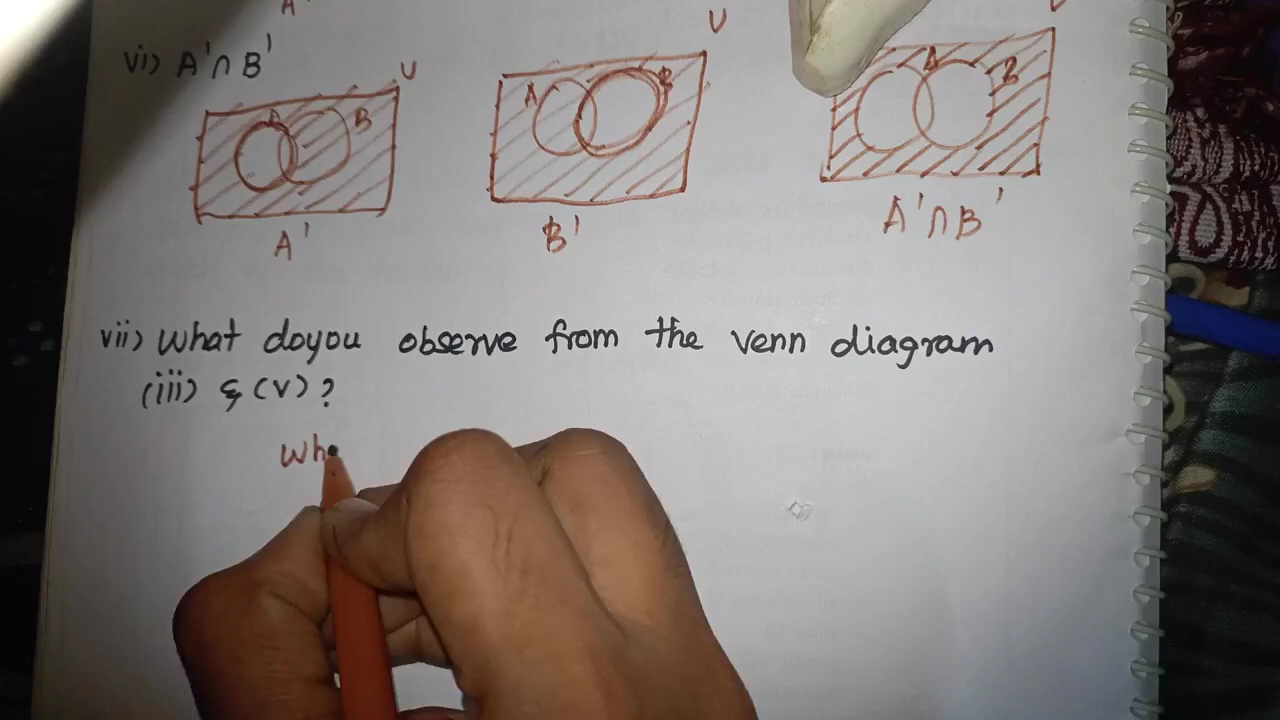 A'
vi) A'∩B'
U
U
U
A B
A B
A B
A'
B'
A'∩B'
vii) What doyou observe from the venn diagram
(iii) & (v)?
Wh